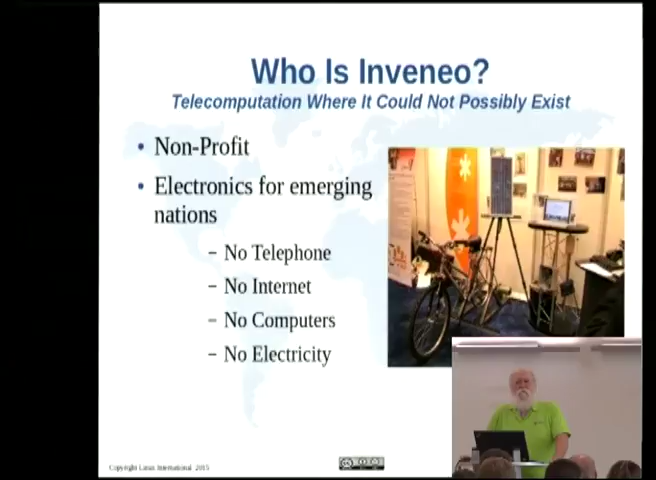 Who Is Inveneo?
Telecomputation Where It Could Not Possibly Exist
• Non-Profit
• Electronics for emerging
nations
– No Telephone
– No Internet
– No Computers
– No Electricity
Copyright Linux International 2015